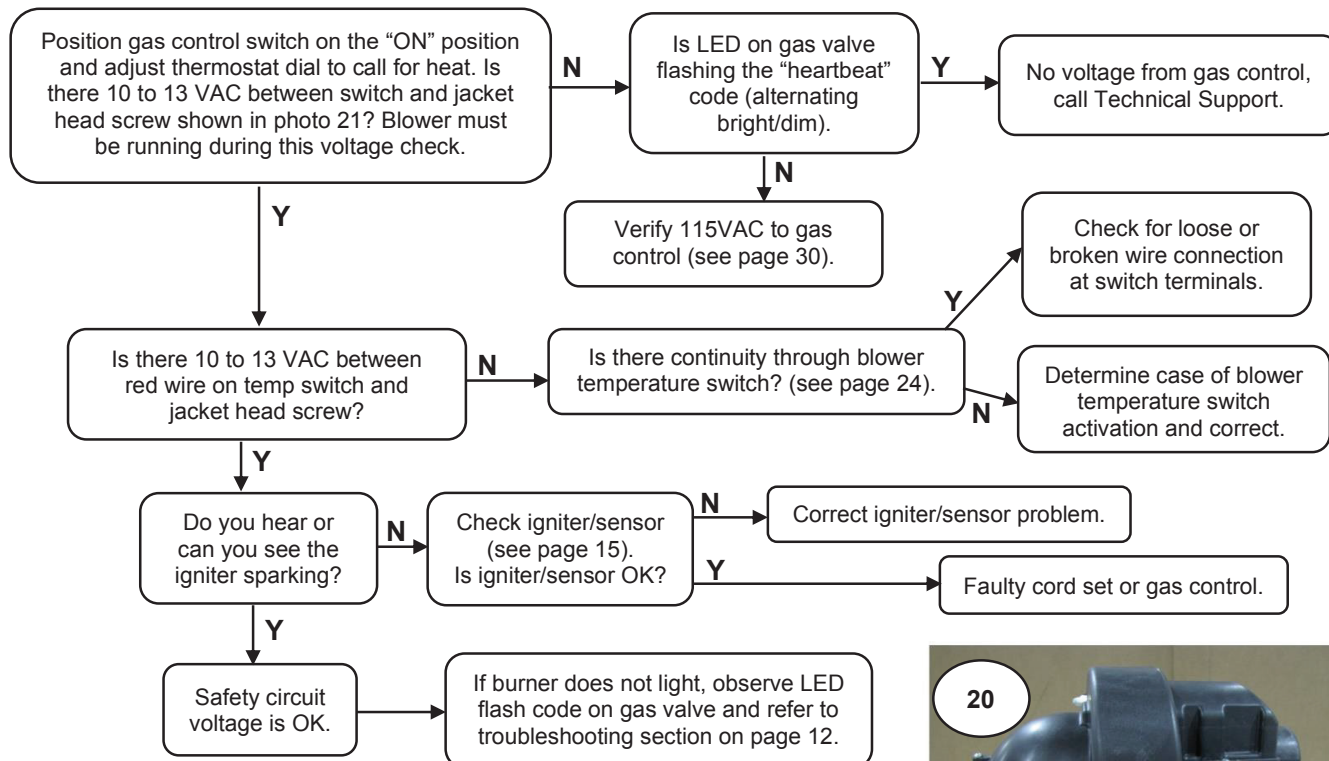 Position gas control switch on the “ON” position
and adjust thermostat dial to call for heat. Is
there 10 to 13 VAC between switch and jacket
head screw shown in photo 21? Blower must
be running during this voltage check.
N
Is LED on gas valve
flashing the “heartbeat”
code (alternating
bright/dim).
Y
No voltage from gas control,
call Technical Support.
N
Verify 115VAC to gas
control (see page 30).
Y
Is there 10 to 13 VAC between
red wire on temp switch and
jacket head screw?
N
Is there continuity through blower
temperature switch? (see page 24).
Y
Check for loose or
broken wire connection
at switch terminals.
N
Determine case of blower
temperature switch
activation and correct.
Y
Do you hear or
can you see the
igniter sparking?
N
Check igniter/sensor
(see page 15).
Is igniter/sensor OK?
N
Correct igniter/sensor problem.
Y
Faulty cord set or gas control.
Y
Safety circuit
voltage is OK.
If burner does not light, observe LED
flash code on gas valve and refer to
troubleshooting section on page 12.
20